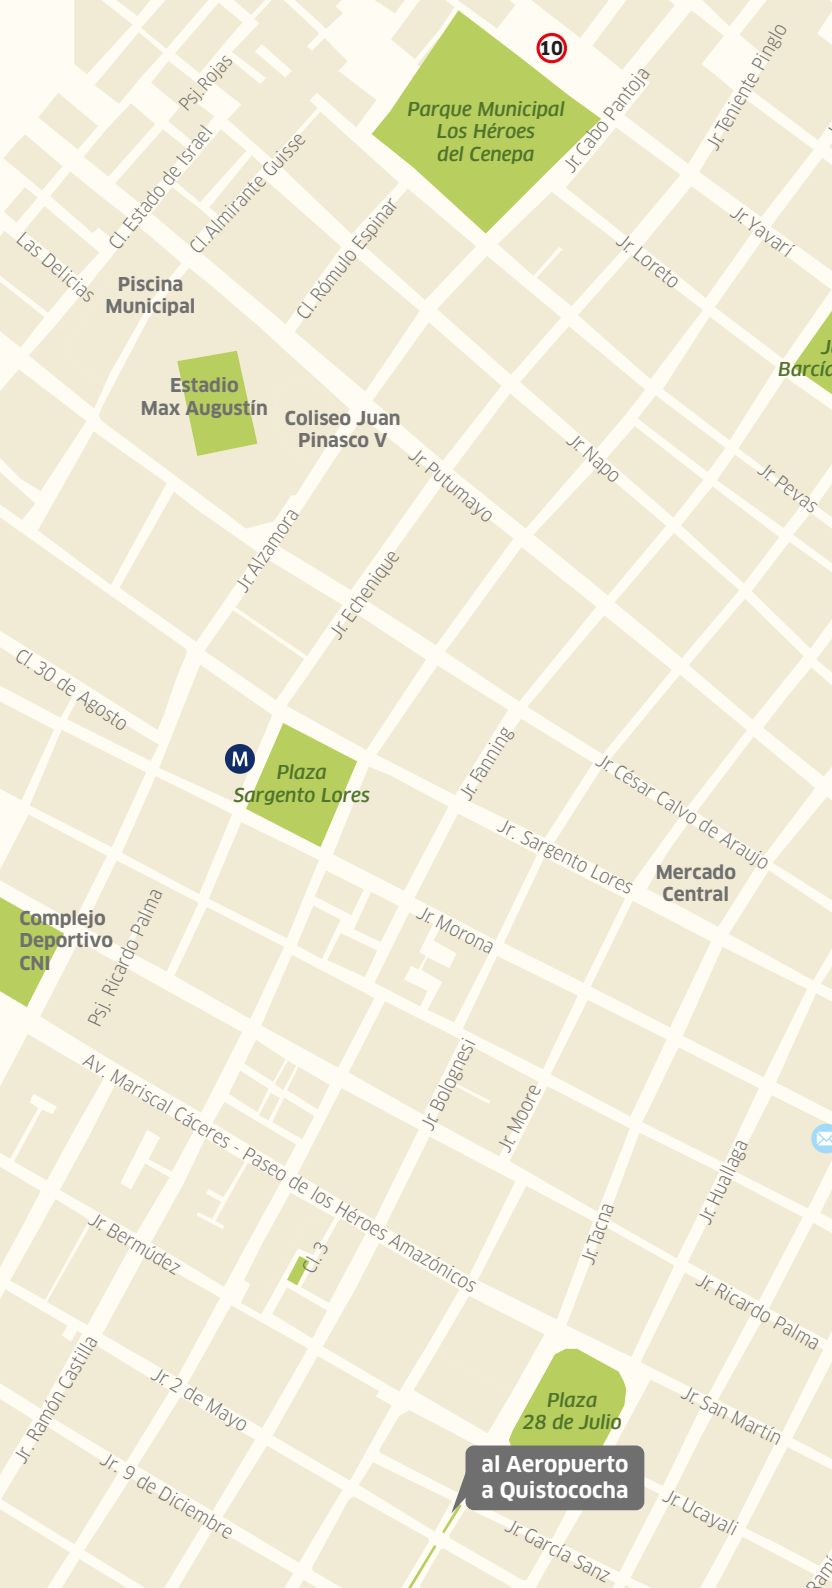 10
Psj. Rojas
Jr. Teniente Pinglo
Jr. Cabo Pantoja
Parque Municipal
Los Héroes
del Cenepa
Cl. Estado de Israel
Cl. Almirante Guisse
Jr. Yavarí
Cl. Rómulo Espinar
Jr. Loreto
Las Delicias
Piscina
Municipal
Barcía
Estadio
Max Augustín
Coliseo Juan
Pinasco V
Jr. Putumayo
Jr. Napo
Jr. Pevas
Jr. Alzamora
Jr. Echenique
Cl. 30 de Agosto
M
Plaza
Sargento Lores
Jr. Fanning
Jr. César Calvo de Araujo
Jr. Sargento Lores
Mercado
Central
Complejo
Deportivo
CNI
Psj. Ricardo Palma
Jr. Morona
Av. Mariscal Cáceres - Paseo de los Héroes Amazónicos
Jr. Bolognesi
Jr. Moore
Jr. Huallaga
Jr. Tacna
Jr. Bermúdez
Cl. 3
Jr. Ricardo Palma
Jr. Ramón Castilla
Jr. 2 de Mayo
Plaza
28 de Julio
Jr. San Martín
al Aeropuerto
a Quistococha
Jr. 9 de Diciembre
Jr. Ucayali
Jr. García Sanz